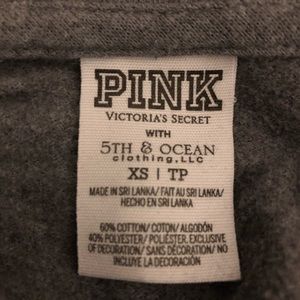 PINK
VICTORIA'S SECRET
WITH
5TH & OCEAN
clothing, LLC
XS | TP
MADE IN SRI LANKA/ FAIT AU SRI LANKA/
HECHO EN SRI LANKA
60% COTTON/ COTON/ ALGODÓN
40% POLYESTER/ POLIÉSTER. EXCLUSIVE
OF DECORATION/ SANS DÉCORATION/ NO
INCLUYE LA DECORACIÓN